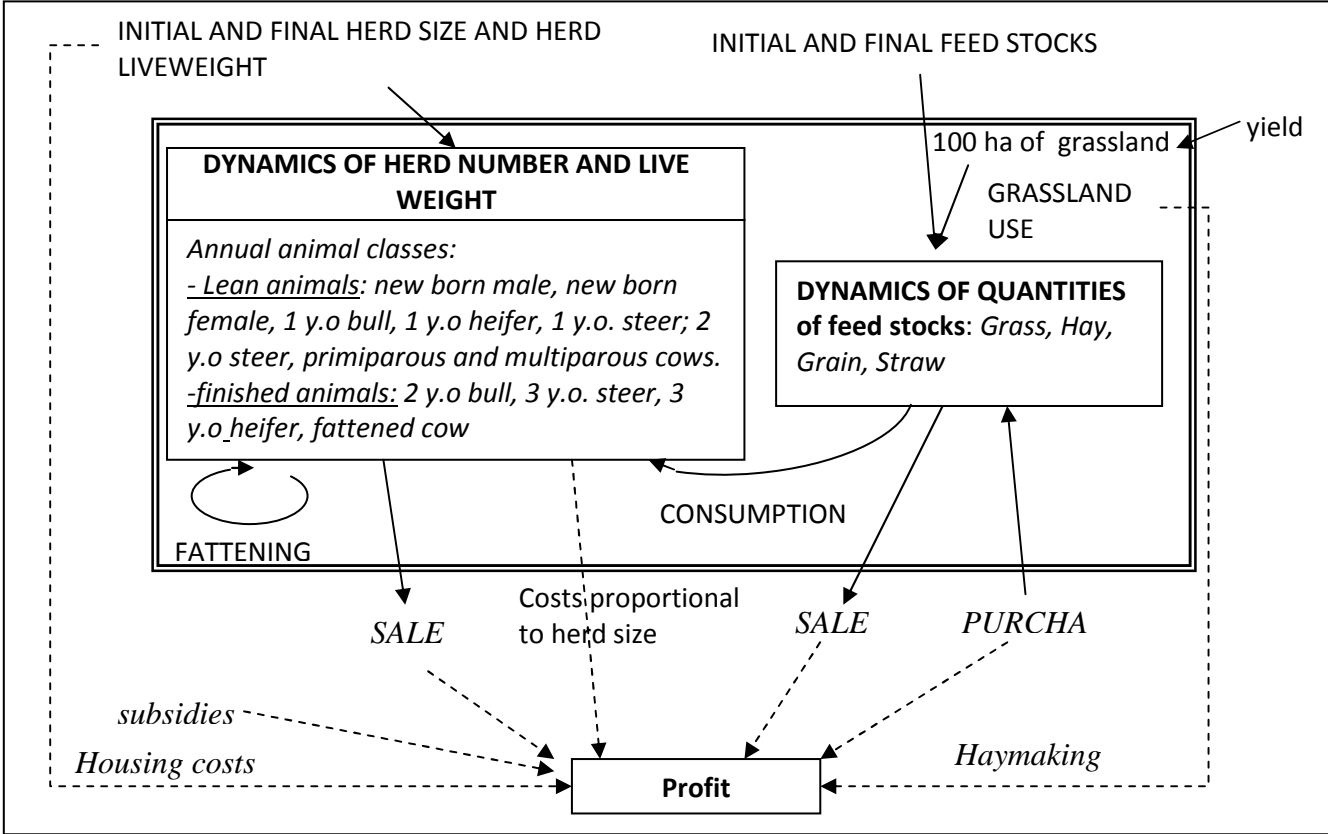 INITIAL AND FINAL HERD SIZE AND HERD
LIVEWEIGHT
INITIAL AND FINAL FEED STOCKS
yield
100 ha of grassland
GRASSLAND
USE
DYNAMICS OF HERD NUMBER AND LIVE
WEIGHT
Annual animal classes:
- Lean animals: new born male, new born
female, 1 y.o bull, 1 y.o heifer, 1 y.o. steer; 2
y.o steer, primiparous and multiparous cows.
-finished animals: 2 y.o bull, 3 y.o. steer, 3
y.o heifer, fattened cow
DYNAMICS OF QUANTITIES
of feed stocks: Grass, Hay,
Grain, Straw
CONSUMPTION
FATTENING
SALE
Costs proportional
to herd size
SALE
PURCHA
subsidies
Housing costs
Haymaking
Profit